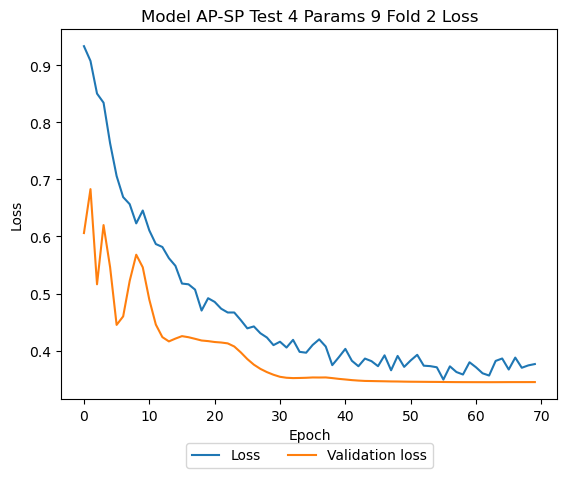 Model AP-SP Test 4 Params 9 Fold 2 Loss
0.9
0.8
0.7
0.6
0.5
0.4
Loss
0 10 20 30 40 50 60 70
Epoch
Loss Validation loss